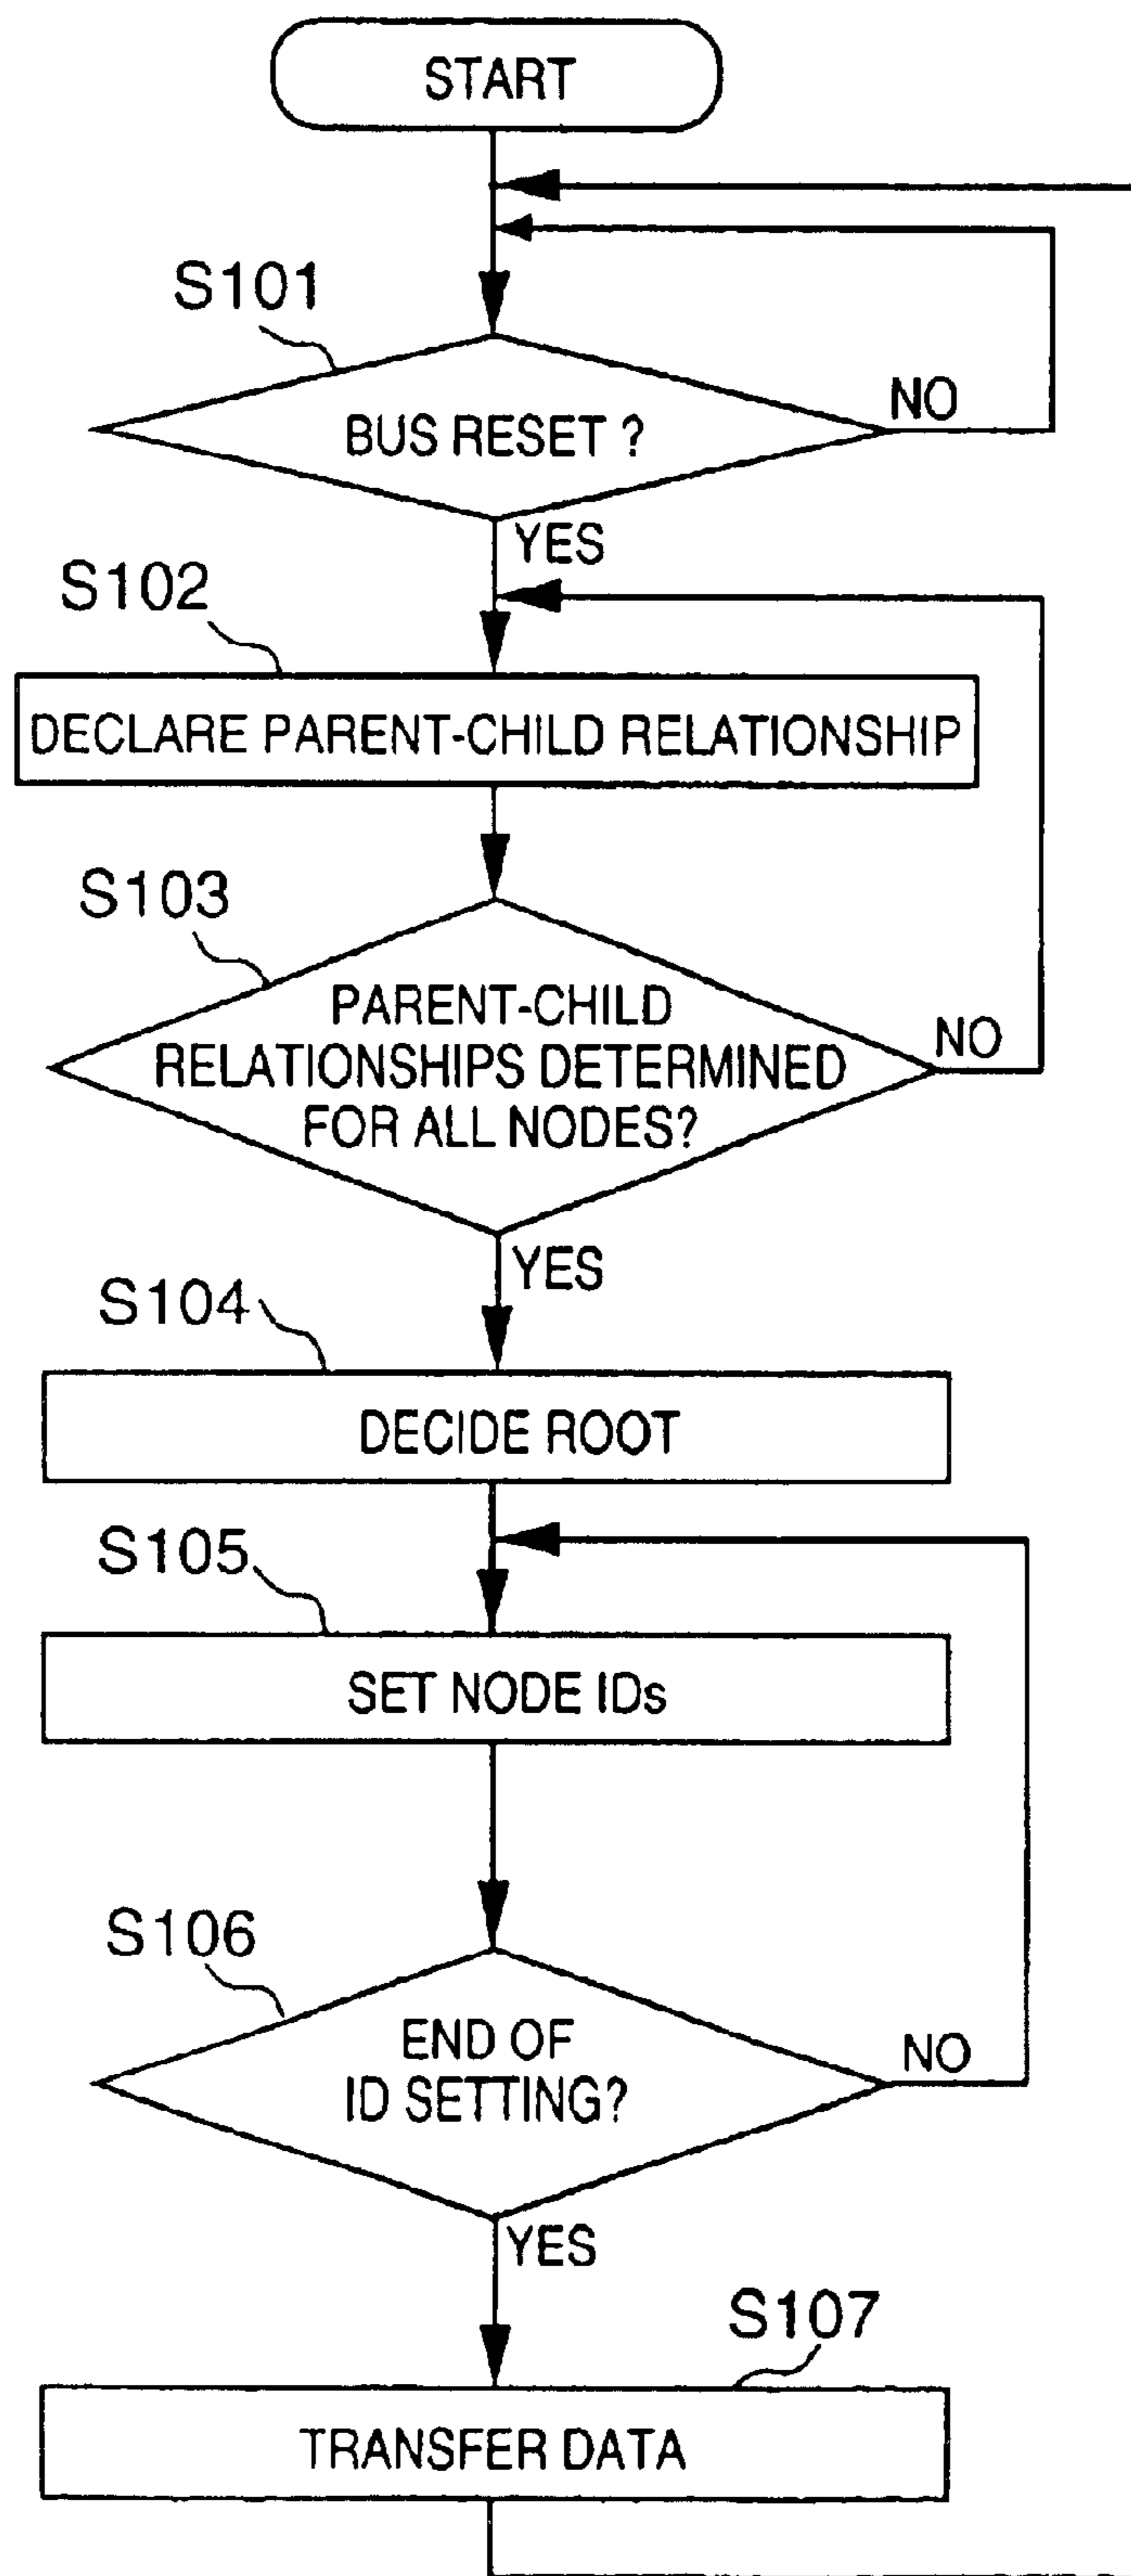 START
S101
BUS RESET ?
NO
YES
S102
DECLARE PARENT-CHILD RELATIONSHIP
S103
PARENT-CHILD
RELATIONSHIPS DETERMINED
FOR ALL NODES?
NO
YES
S104
DECIDE ROOT
S105
SET NODE IDs
S106
END OF
ID SETTING?
NO
YES
S107
TRANSFER DATA